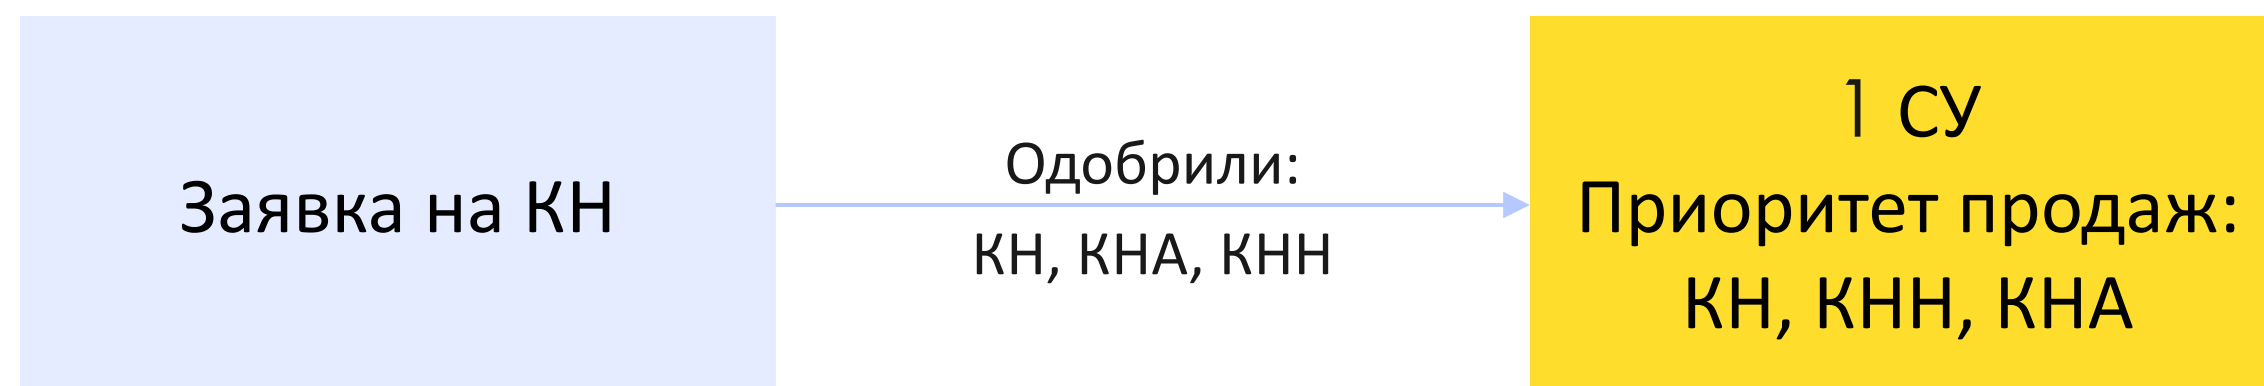 Заявка на КН
Одобрили:
КН, КНА, КНН
1 СУ
Приоритет продаж:
КН, КНН, КНА